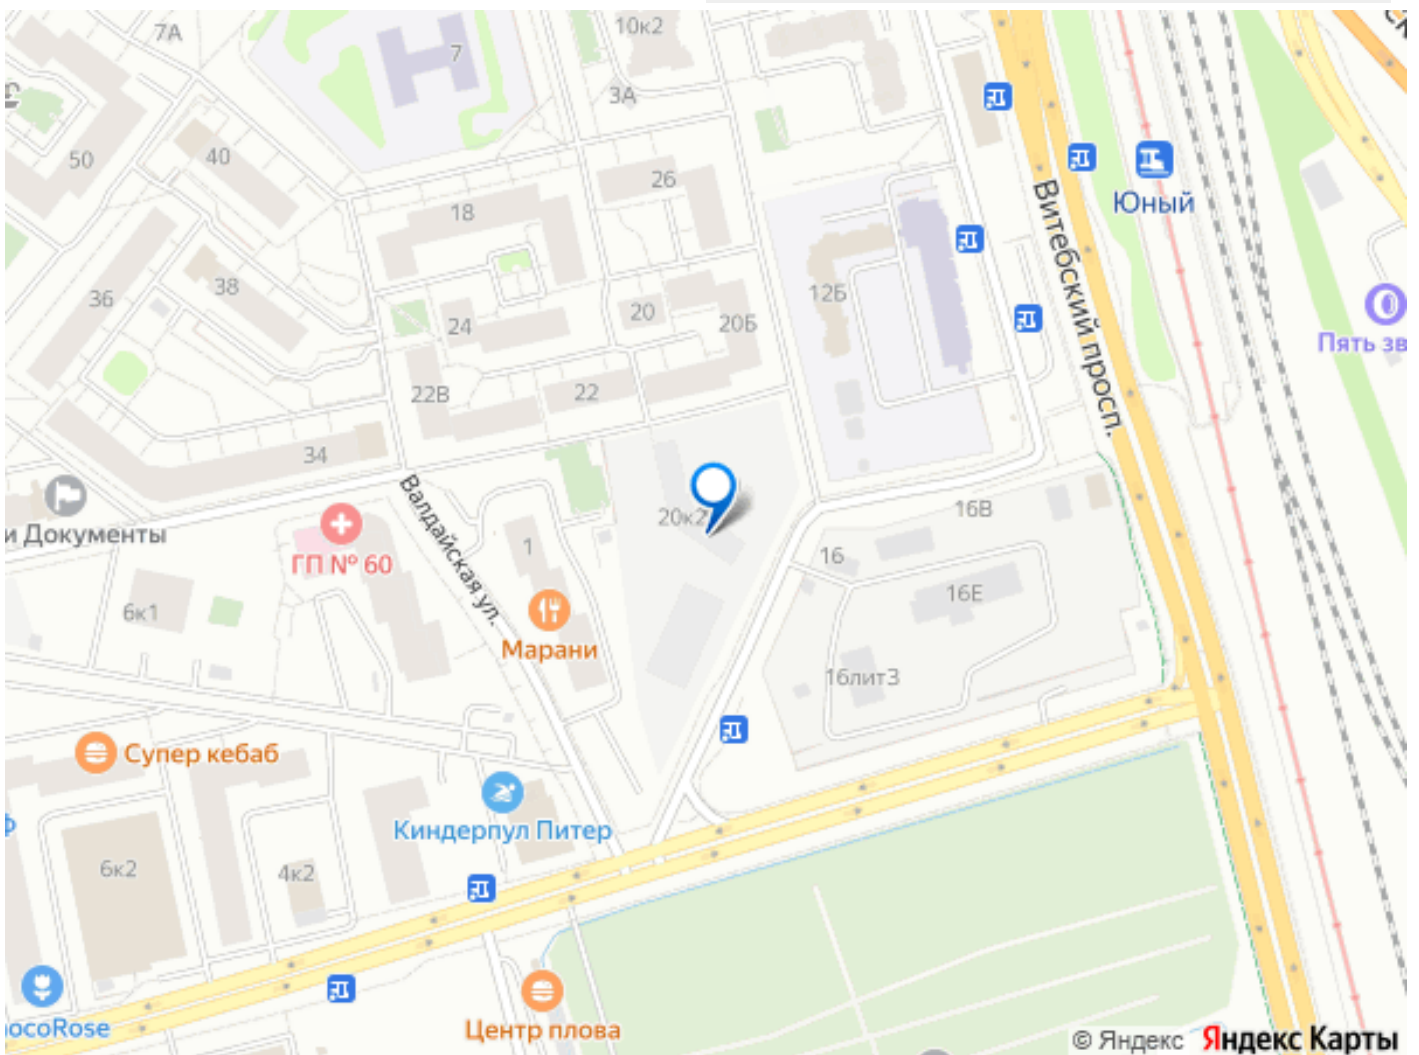 7А
7
10к2
3А
50
40
18
26
36
38
24
20
20Б
12Б
22В
22
34
Витебский просп.
Юный
Пять зв
и Документы
ГП № 60
Валдайская ул.
1
20к2
16В
16
16Е
6к1
Марани
16лит3
Супер кебаб
Киндерпул Питер
ф
6к2
4к2
ocoRose
Центр плова
© Яндекс Яндекс Карты